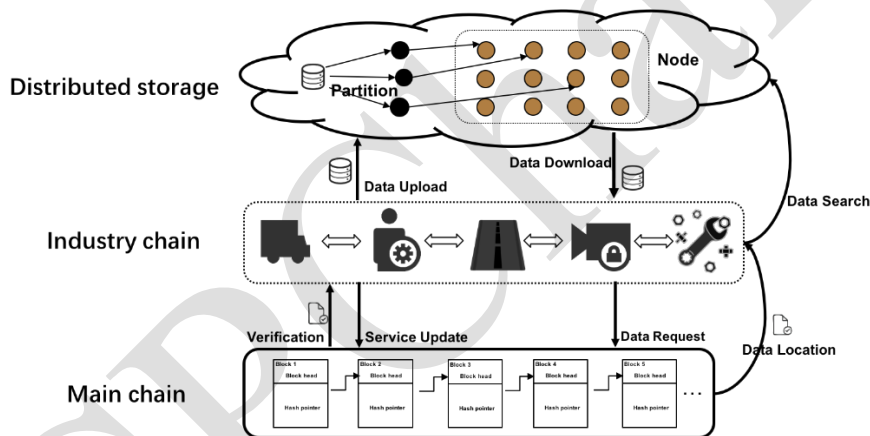 Distributed storage
Partition
Node
Data Upload
Data Download
Data Search
Industry chain
Verification
Service Update
Data Request
Data Location
Main chain
Block 1
Block head
Hash pointer
Block 2
Block head
Hash pointer
Block 3
Block head
Hash pointer
Block 4
Block head
Hash pointer
Block 5
Block head
Hash pointer
...